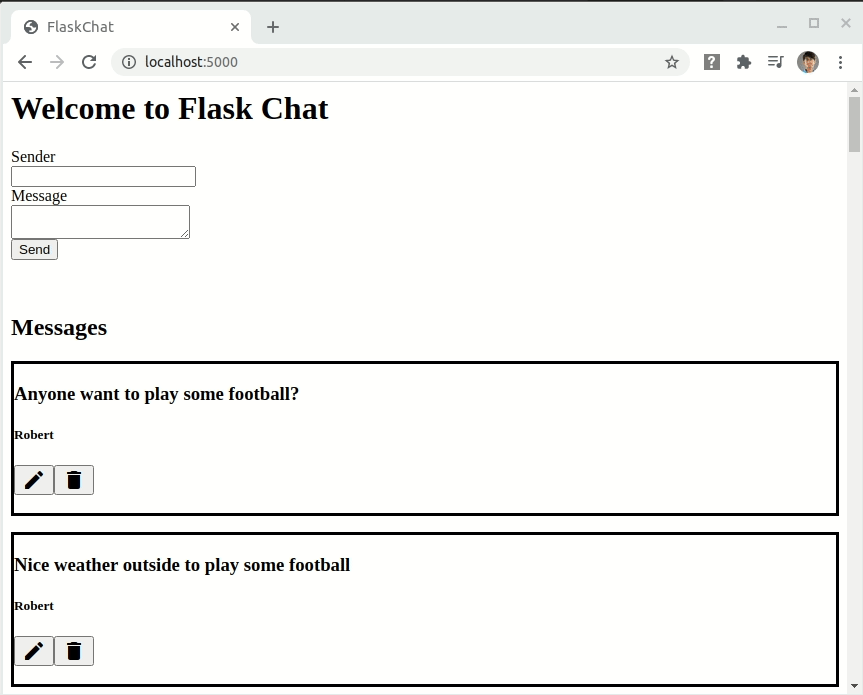 FlaskChat
localhost:5000
Welcome to Flask Chat
Sender
Message
Send
Messages
Anyone want to play some football?
Robert
Nice weather outside to play some football
Robert